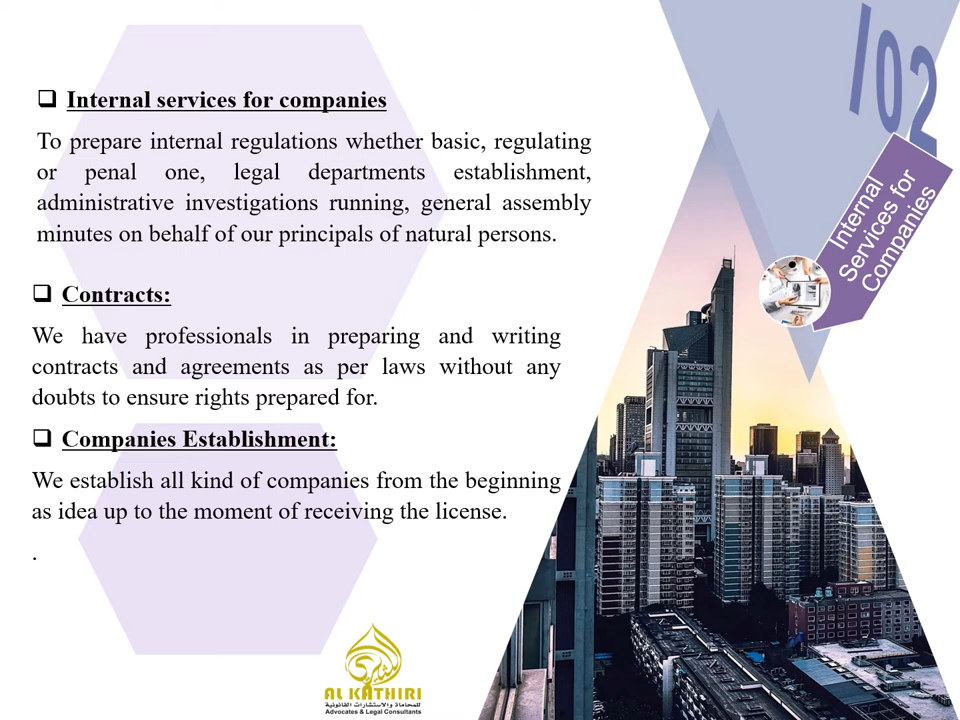 Internal services for companies
To prepare internal regulations whether basic, regulating
or penal one, legal departments establishment,
administrative investigations running, general assembly
minutes on behalf of our principals of natural persons.
Contracts:
We have professionals in preparing and writing
contracts and agreements as per laws without any
doubts to ensure rights prepared for.
Companies Establishment:
We establish all kind of companies from the beginning
as idea up to the moment of receiving the license.
.
/02
Internal
Services for
Companies
AL KATHIRI
للمحاماة والاستشارات القانونية
Advocates & Legal Consultants